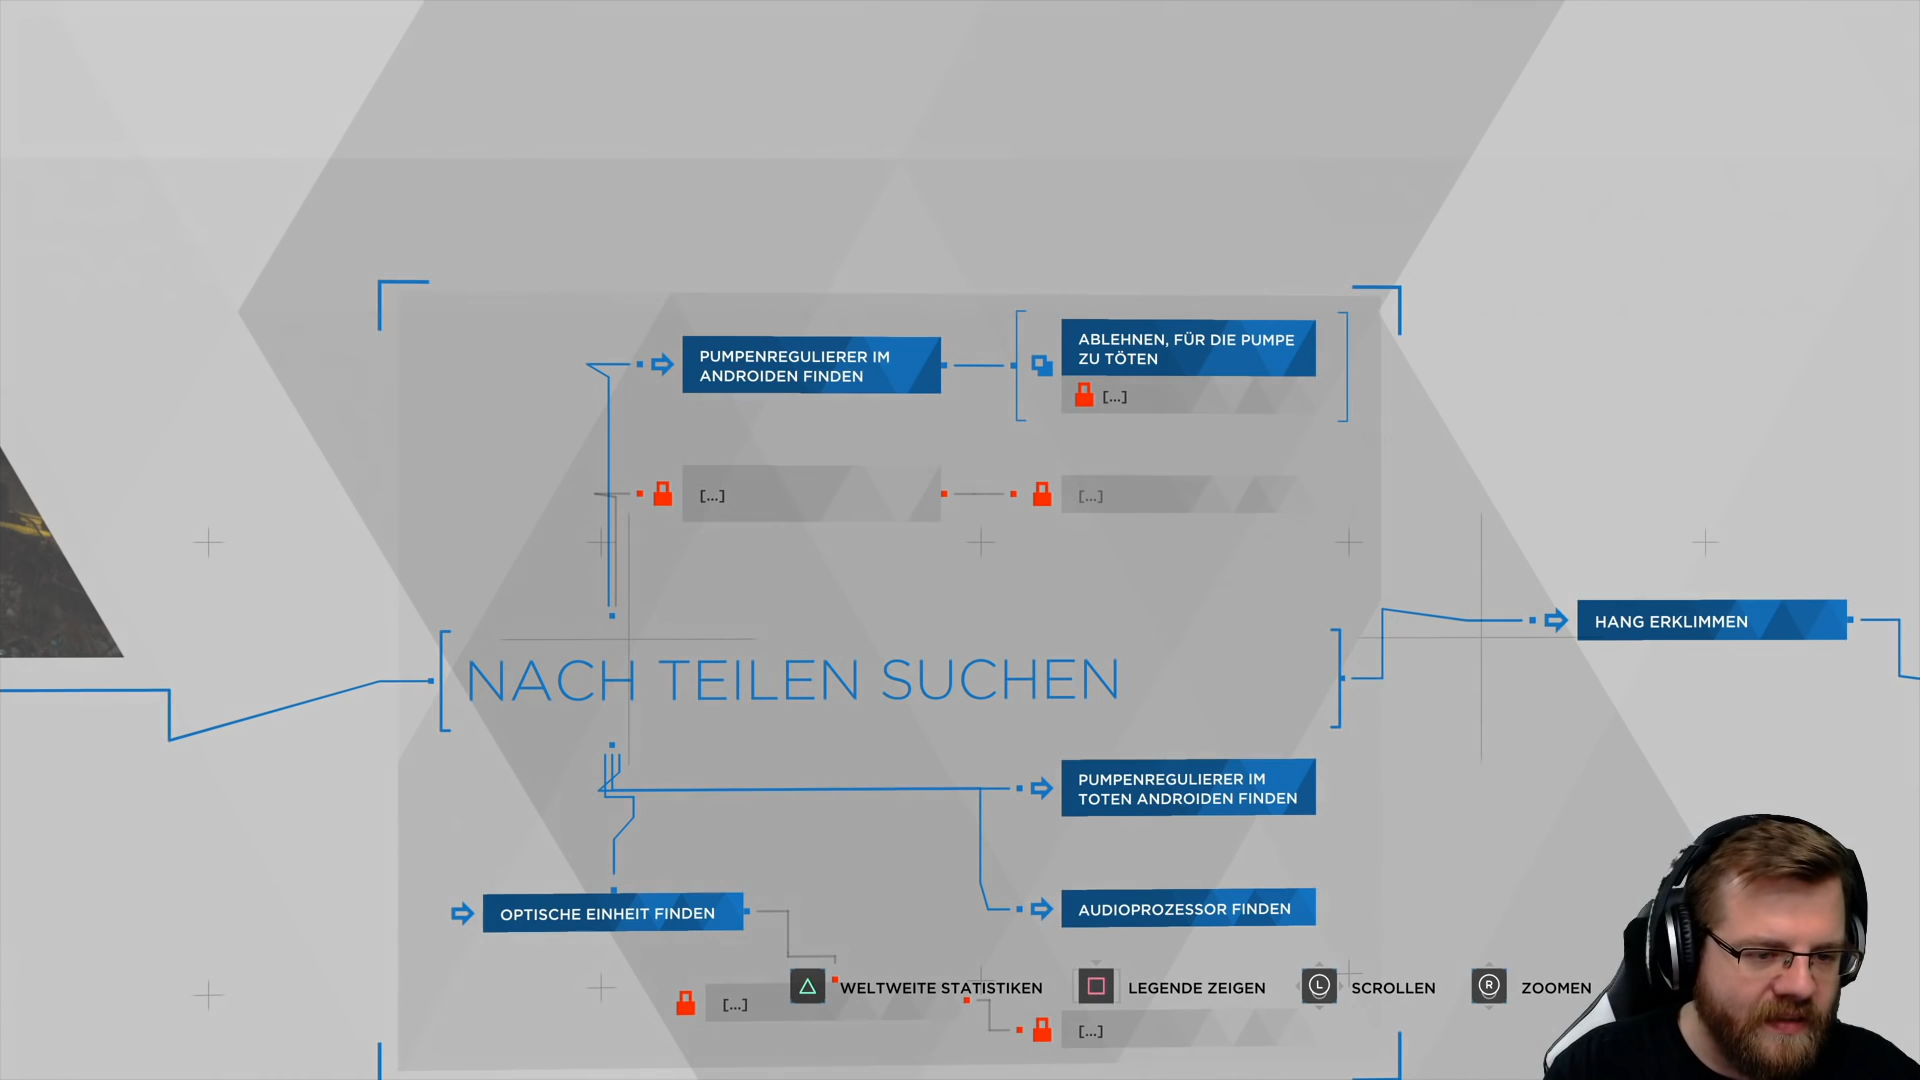 PUMPENREGULIERER IM
ANDROIDEN FINDEN
ABLEHNEN, FÜR DIE PUMPE
ZU TÖTEN
[...]
[...]
[...]
HANG ERKLIMMEN
NACH TEILEN SUCHEN
PUMPENREGULIERER IM
TOTEN ANDROIDEN FINDEN
OPTISCHE EINHEIT FINDEN
AUDIOPROZESSOR FINDEN
WELTWEITE STATISTIKEN
LEGENDE ZEIGEN
L
SCROLLEN
R
ZOOMEN
[...]
[...]